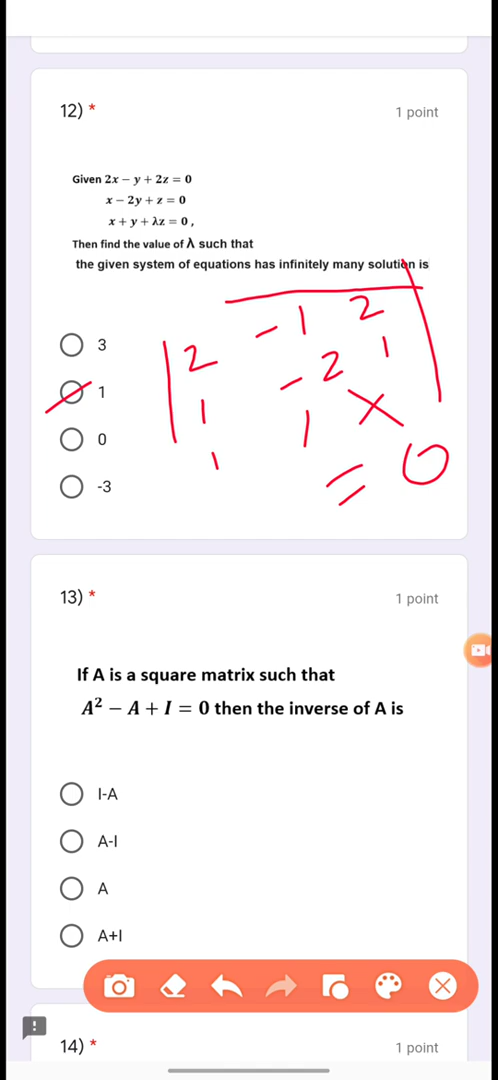 12) *
1 point
Given 2x − y + 2z = 0
x − 2y + z = 0
x + y + λz = 0 ,
Then find the value of λ such that
the given system of equations has infinitely many solution is
3
1
0
-3
2 -1 2
1 -2 1
1 1 λ
= 0
13) *
1 point
If A is a square matrix such that
A² − A + I = 0 then the inverse of A is
I-A
A-I
A
A+I
14) *
1 point